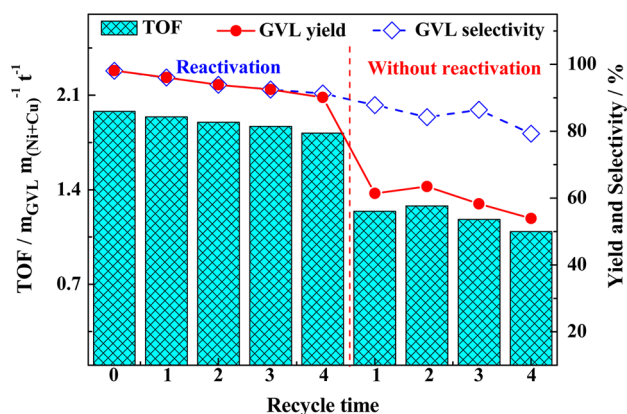 TOF GVL yield GVL selectivity
Reactivation Without reactivation
2.1
1.4
0.7
TOF / m_GVL m_(Ni+Cu)^-1 t^-1
100
80
60
40
20
Yield and Selectivity / %
0 1 2 3 4 1 2 3 4
Recycle time